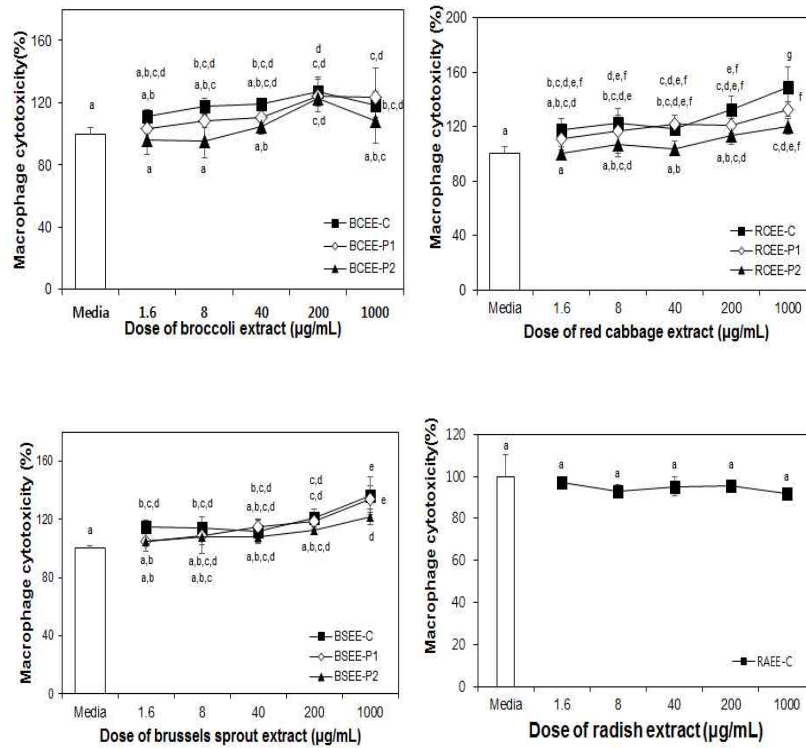 Macrophage cytotoxicity(%)
160
120
80
40
0
a
a,b,c,d
a,b
a
b,c,d
a,b,c
a
b,c,d
a,b,c,d
a,b
d
c,d
c,d
c,d
b,c,d
a,b,c
BCEE-C
BCEE-P1
BCEE-P2
Media 1.6 8 40 200 1000
Dose of broccoli extract (µg/mL)
Macrophage cytotoxicity(%)
200
160
120
80
40
0
a
b,c,d,e,f
a,b,c,d
a
d,e,f
b,c,d,e
a,b,c,d
c,d,e,f
b,c,d,e,f
a,b
e,f
c,d,e,f
a,b,c,d
g
f
c,d,e,f
RCEE-C
RCEE-P1
RCEE-P2
Media 1.6 8 40 200 1000
Dose of red cabbage extract (µg/mL)
Macrophage cytotoxicity(%)
160
120
80
40
0
a
b,c,d
a,b
a,b
b,c,d
a,b,c,d
a,b,c
b,c,d
a,b,c,d
a,b,c,d
c,d
c,d
a,b,c,d
e
e
d
BSEE-C
BSEE-P1
BSEE-P2
Media 1.6 8 40 200 1000
Dose of brussels sprout extract (µg/mL)
Macrophage cytotoxicity(%)
120
100
80
60
40
20
0
a
a
a
a
a
a
RAEE-C
Media 1.6 8 40 200 1000
Dose of radish extract (µg/mL)